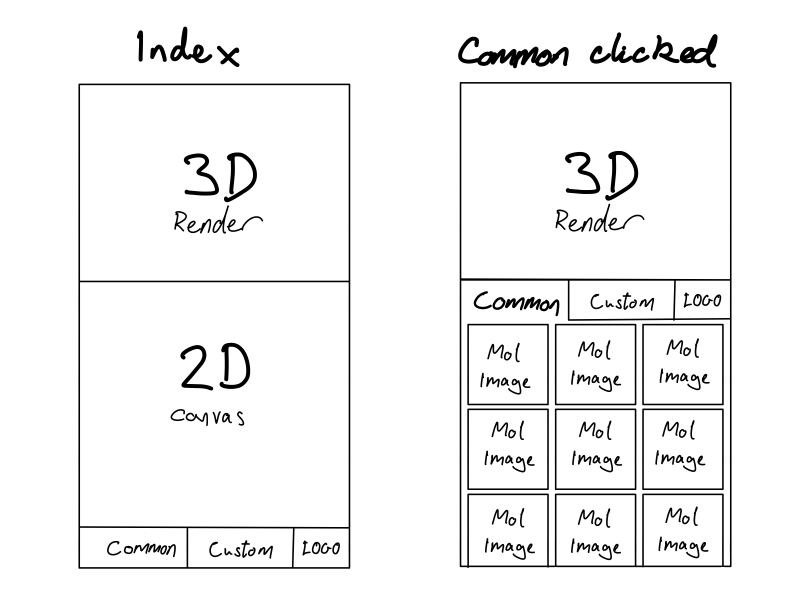 Index
3D
Render
2D
Canvas
Common Custom LOGO
Common clicked
3D
Render
Common Custom LOGO
Mol Mol Mol
Image Image Image
Mol Mol Mol
Image Image Image
Mol Mol Mol
Image Image Image